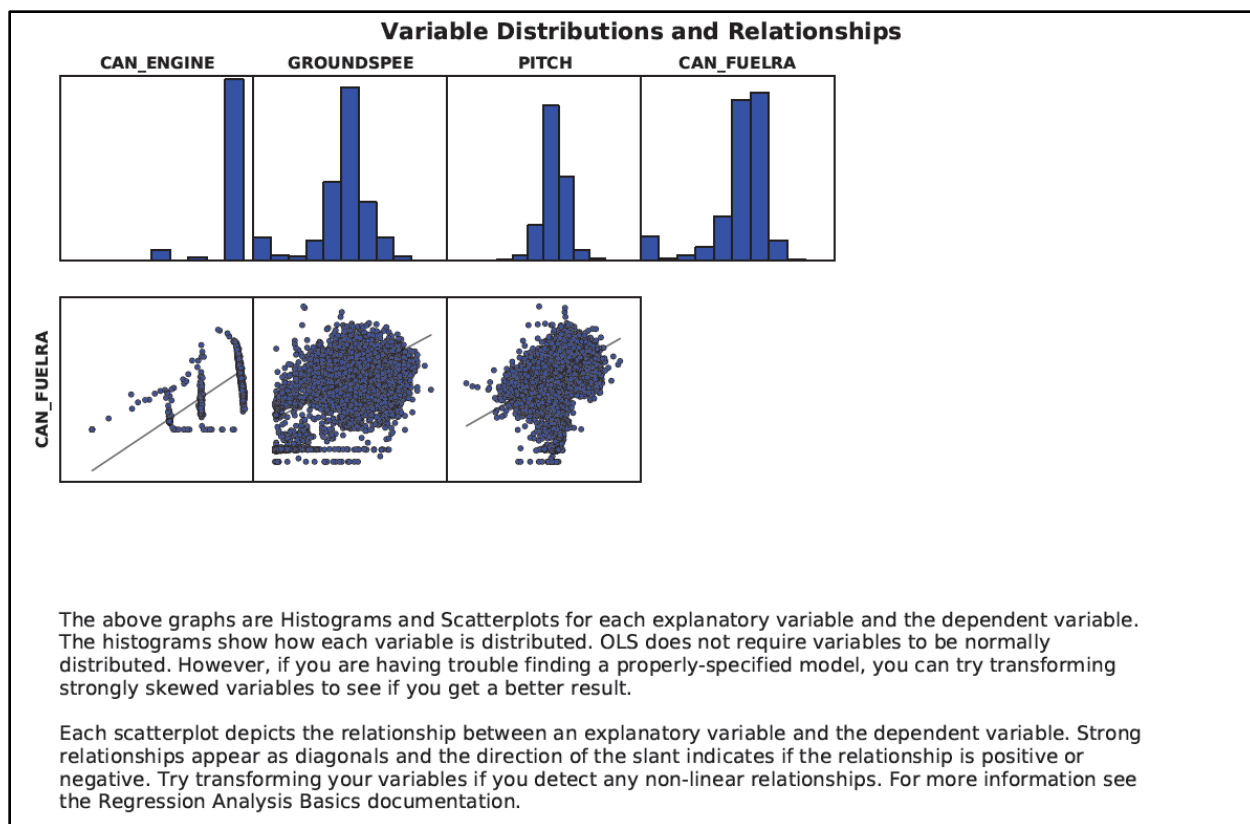 Variable Distributions and Relationships
CAN_ENGINE GROUNDSPEE PITCH CAN_FUELRA
CAN_FUELRA
The above graphs are Histograms and Scatterplots for each explanatory variable and the dependent variable.
The histograms show how each variable is distributed. OLS does not require variables to be normally
distributed. However, if you are having trouble finding a properly-specified model, you can try transforming
strongly skewed variables to see if you get a better result.
Each scatterplot depicts the relationship between an explanatory variable and the dependent variable. Strong
relationships appear as diagonals and the direction of the slant indicates if the relationship is positive or
negative. Try transforming your variables if you detect any non-linear relationships. For more information see
the Regression Analysis Basics documentation.